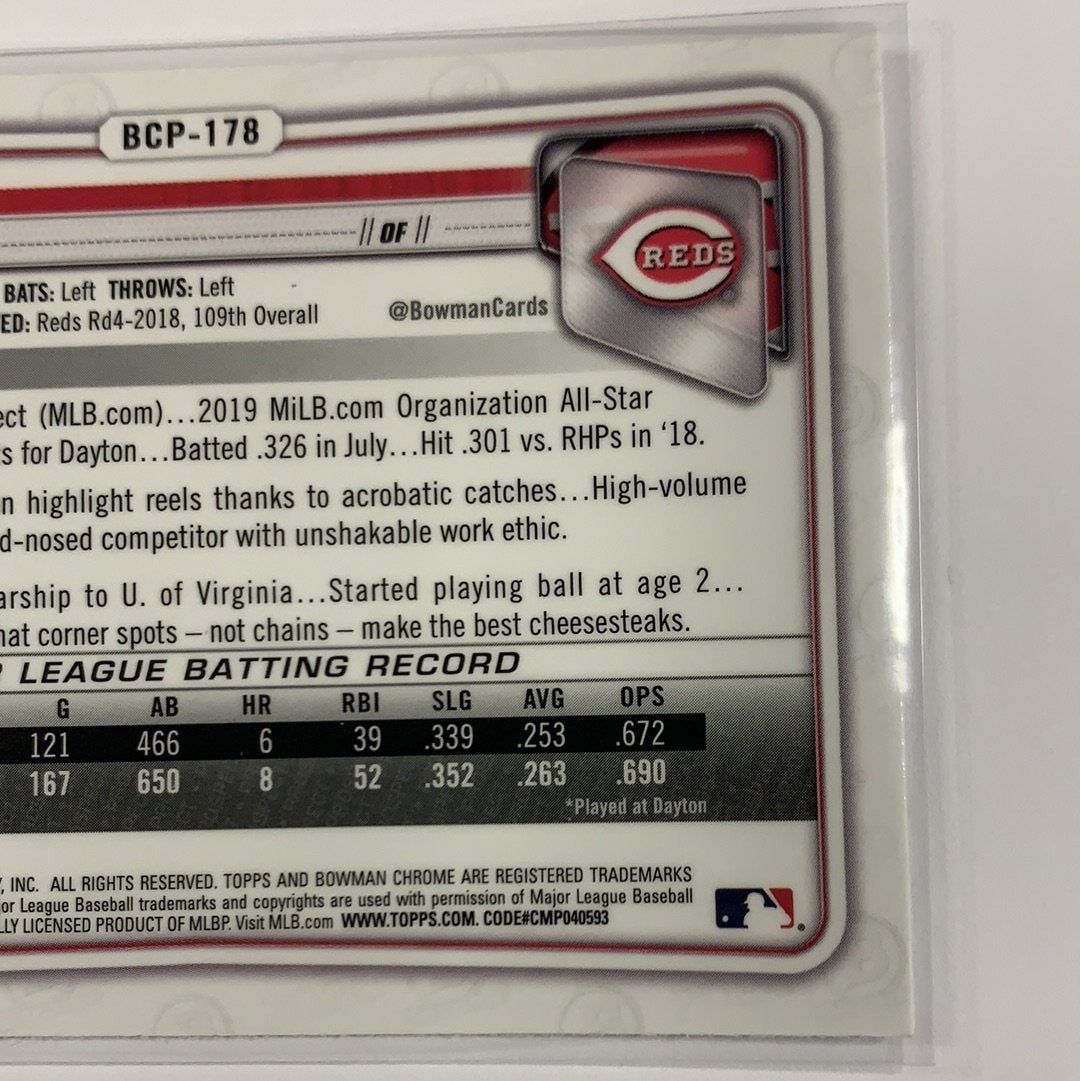 BCP-178
// OF //
REDS
BATS: Left THROWS: Left
ED: Reds Rd4-2018, 109th Overall
@BowmanCards
ect (MLB.com)...2019 MiLB.com Organization All-Star
s for Dayton...Batted .326 in July...Hit .301 vs. RHPs in ‘18.
n highlight reels thanks to acrobatic catches...High-volume
d-nosed competitor with unshakable work ethic.
arship to U. of Virginia...Started playing ball at age 2...
hat corner spots – not chains – make the best cheesesteaks.
R LEAGUE BATTING RECORD
G AB HR RBI SLG AVG OPS
121 466 6 39 .339 .253 .672
167 650 8 52 .352 .263 .690
*Played at Dayton
, INC. ALL RIGHTS RESERVED. TOPPS AND BOWMAN CHROME ARE REGISTERED TRADEMARKS
or League Baseball trademarks and copyrights are used with permission of Major League Baseball
LLY LICENSED PRODUCT OF MLBP. Visit MLB.com WWW.TOPPS.COM. CODE#CMP040593